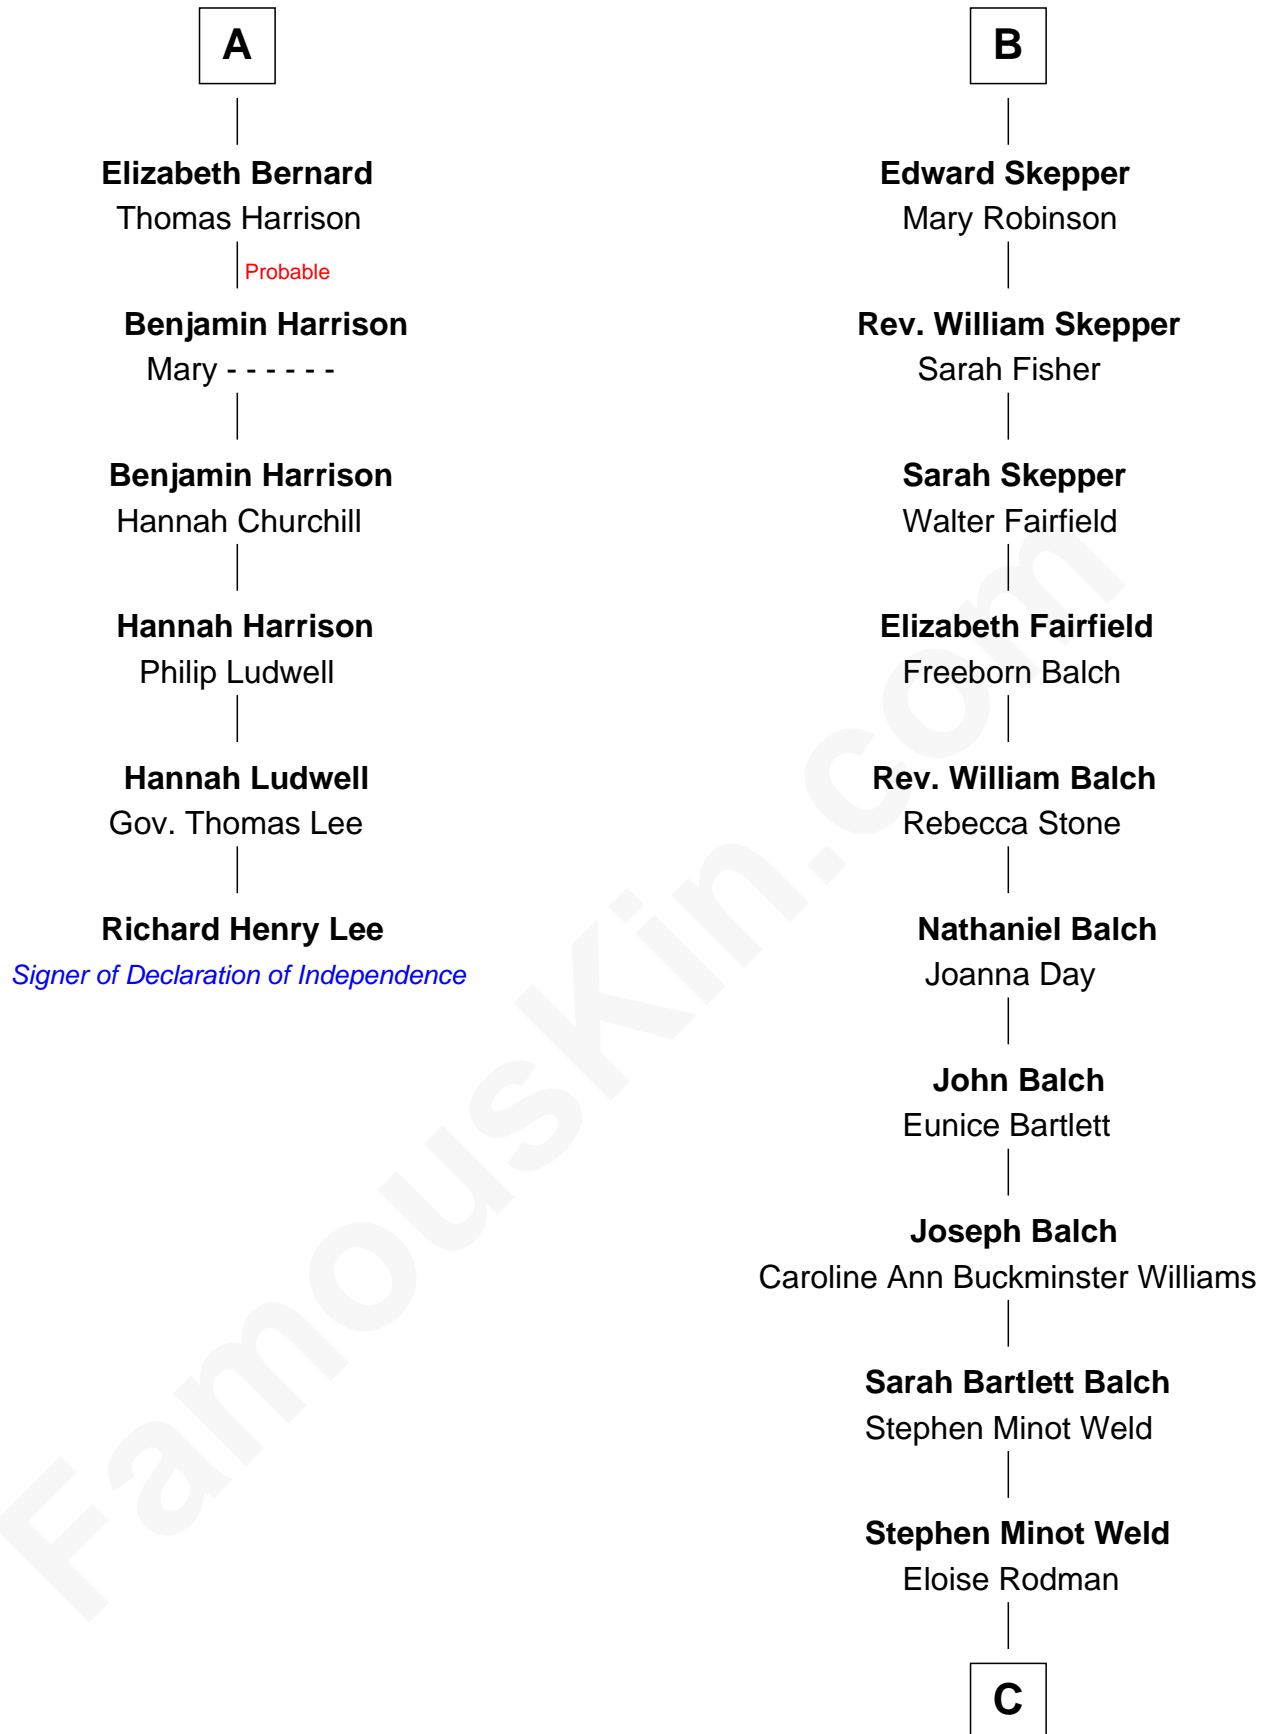 A
Elizabeth Bernard
Thomas Harrison
Probable
Benjamin Harrison
Mary - - - - - -
Benjamin Harrison
Hannah Churchill
Hannah Harrison
Philip Ludwell
Hannah Ludwell
Gov. Thomas Lee
Richard Henry Lee
Signer of Declaration of Independence
B
Edward Skepper
Mary Robinson
Rev. William Skepper
Sarah Fisher
Sarah Skepper
Walter Fairfield
Elizabeth Fairfield
Freeborn Balch
Rev. William Balch
Rebecca Stone
Nathaniel Balch
Joanna Day
John Balch
Eunice Bartlett
Joseph Balch
Caroline Ann Buckminster Williams
Sarah Bartlett Balch
Stephen Minot Weld
Stephen Minot Weld
Eloise Rodman
C
FamousKin.com